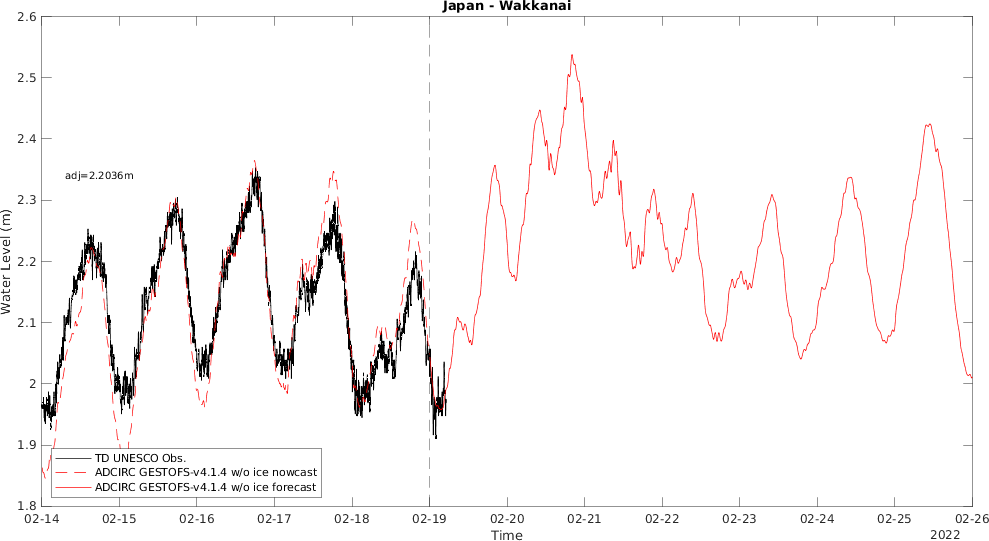 Japan - Wakkanai
2.6
2.5
2.4
2.3
2.2
2.1
2
1.9
1.8
Water Level (m)
adj=2.2036m
TD UNESCO Obs.
ADCIRC GESTOFS-v4.1.4 w/o ice nowcast
ADCIRC GESTOFS-v4.1.4 w/o ice forecast
02-14 02-15 02-16 02-17 02-18 02-19 02-20 02-21 02-22 02-23 02-24 02-25 02-26
Time
2022